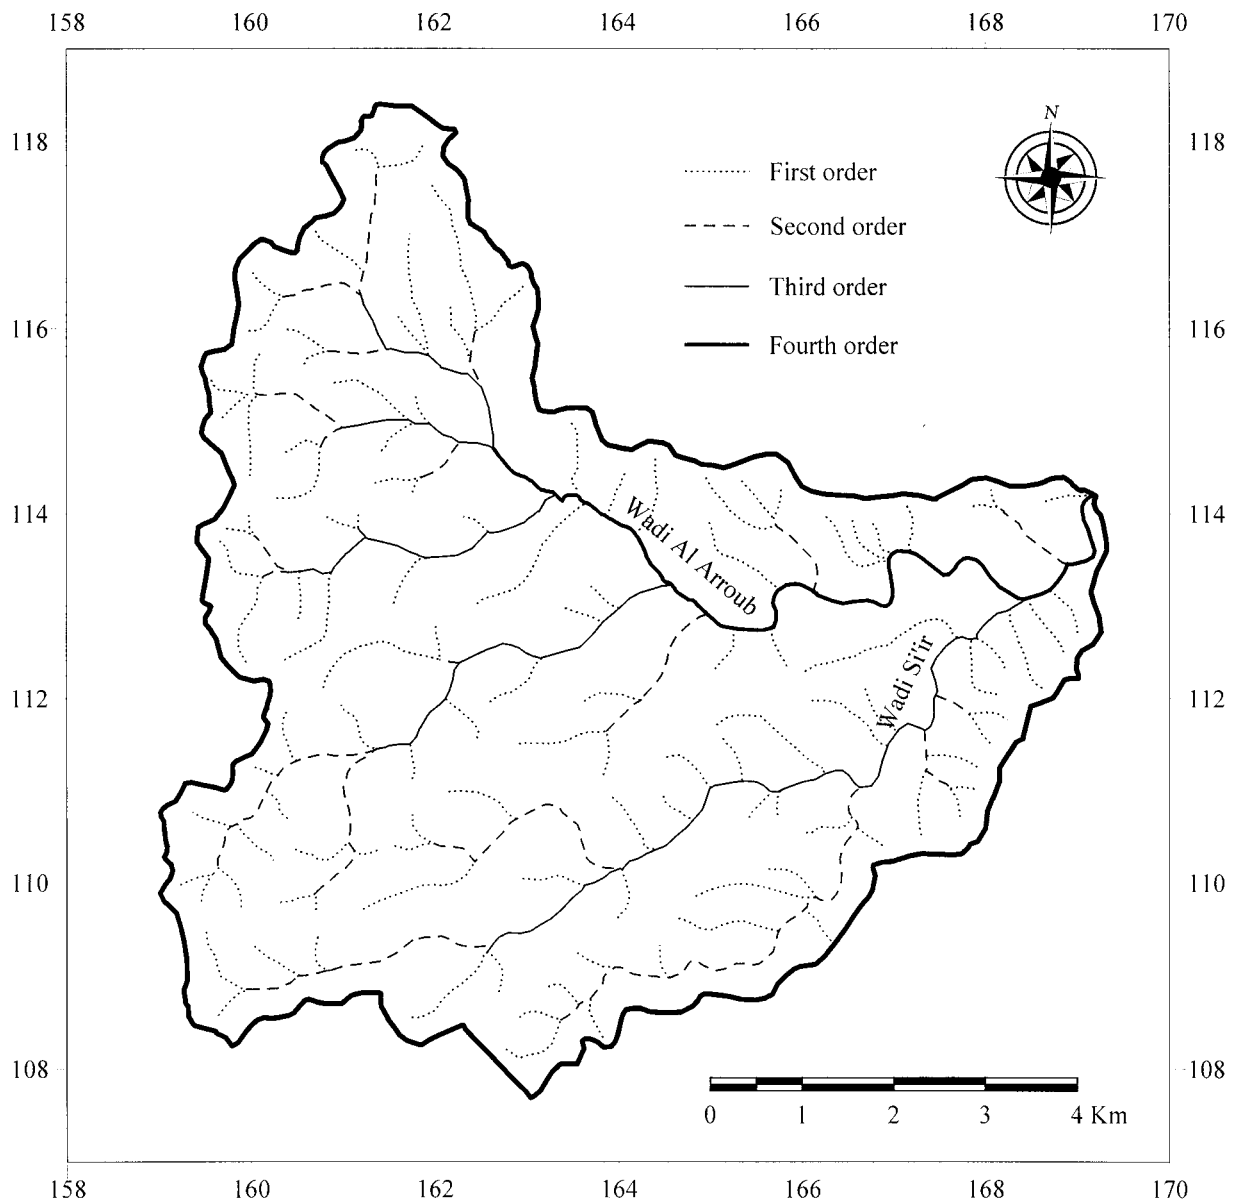 158 160 162 164 166 168 170
N
118 118
First order
Second order
Third order
116 116
Fourth order
114 114
Wadi Al Arroub
Wadi Si'ir
112 112
110 110
108 108
0 1 2 3 4 Km
158 160 162 164 166 168 170